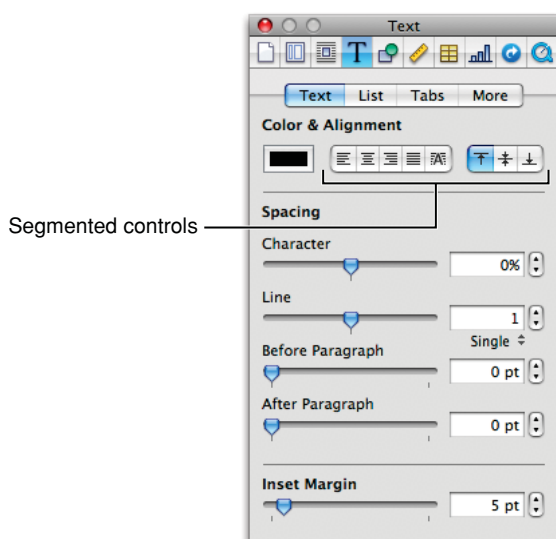 Text
T
Text List Tabs More
Color & Alignment
A
Segmented controls
Spacing
Character
0%
Line
1
Single
Before Paragraph
0 pt
After Paragraph
0 pt
Inset Margin
5 pt